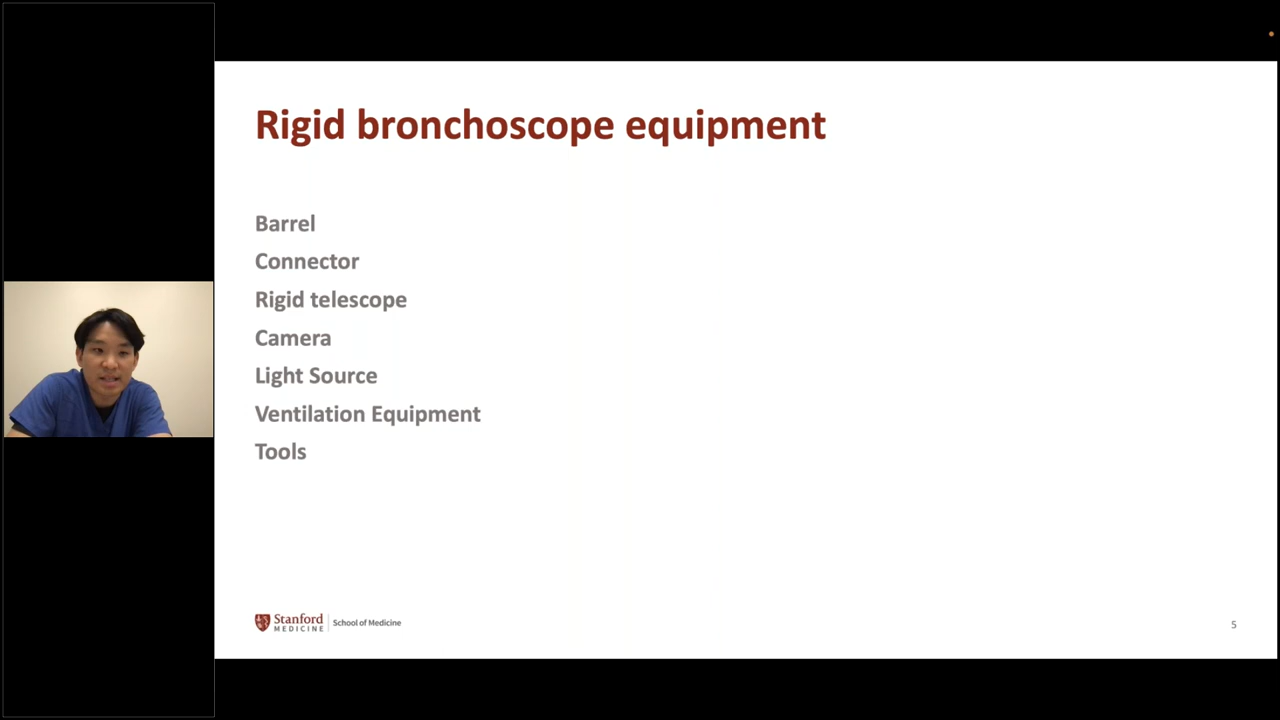 Rigid bronchoscope equipment
Barrel
Connector
Rigid telescope
Camera
Light Source
Ventilation Equipment
Tools
Stanford
MEDICINE
School of Medicine
5